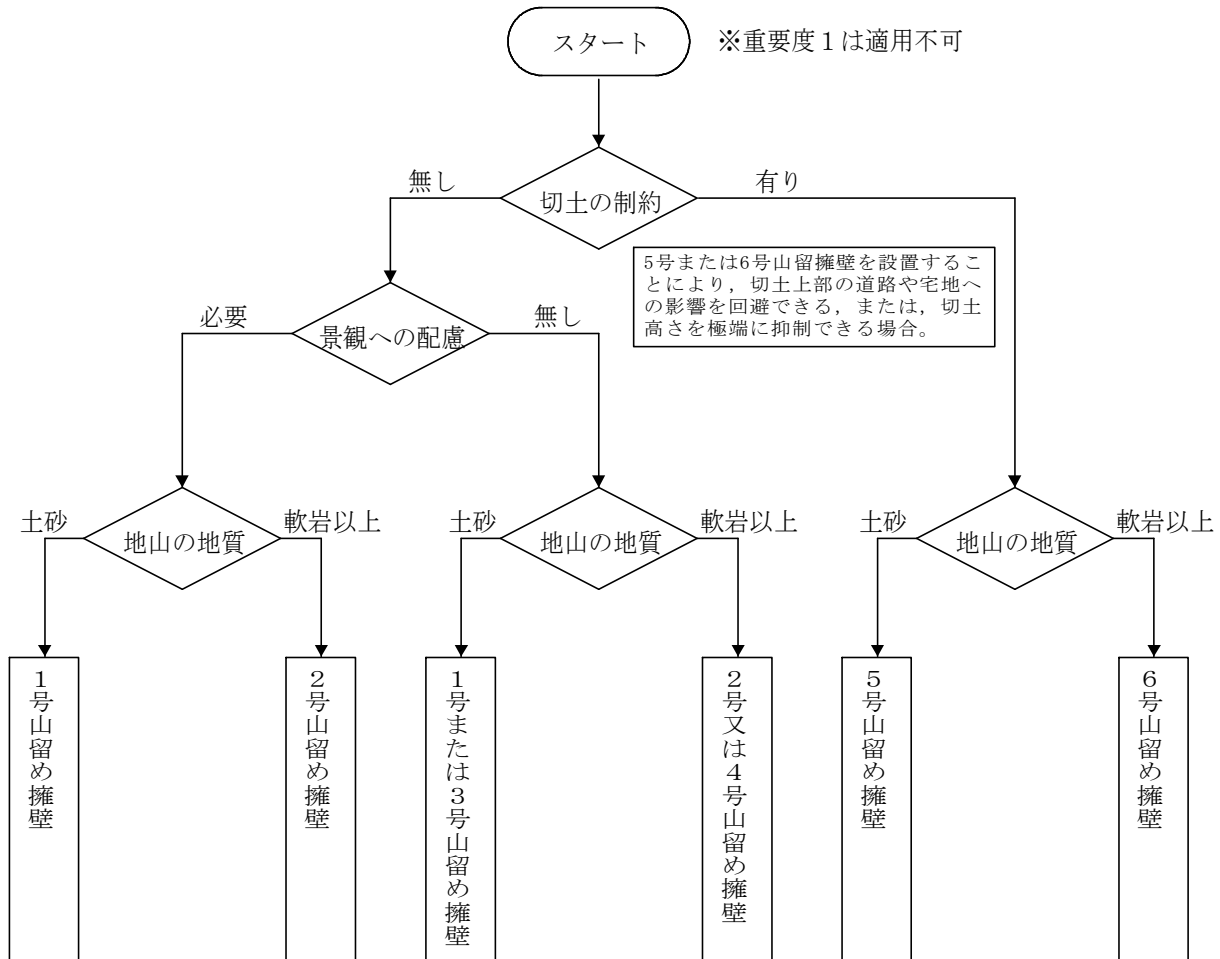 スタート
※重要度１は適用不可
切土の制約
無し
有り
5号または6号山留擁壁を設置するこ
とにより，切土上部の道路や宅地へ
の影響を回避できる，または，切土
高さを極端に抑制できる場合。
景観への配慮
必要
無し
地山の地質
土砂
軟岩以上
地山の地質
土砂
軟岩以上
地山の地質
土砂
軟岩以上
１号山留め擁壁
２号山留め擁壁
１号または３号山留め擁壁
２号又は４号山留め擁壁
５号山留め擁壁
６号山留め擁壁